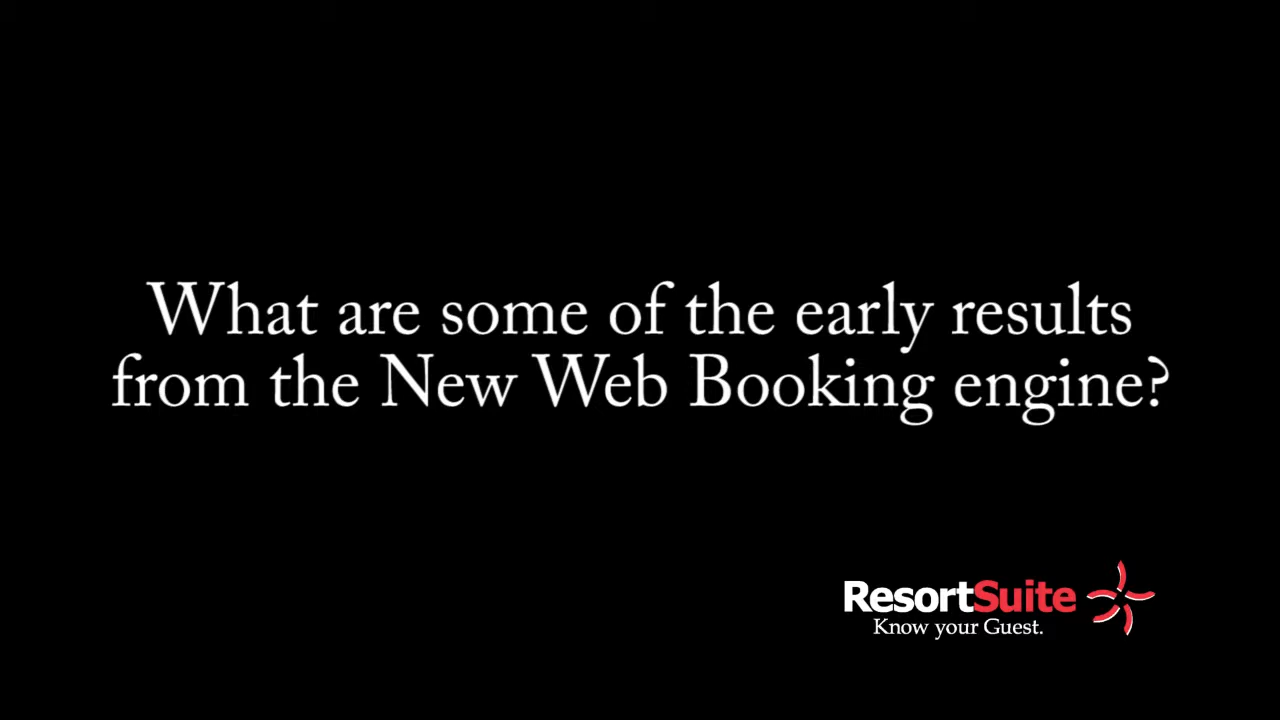 What are some of the early results
from the New Web Booking engine?
ResortSuite
Know your Guest.